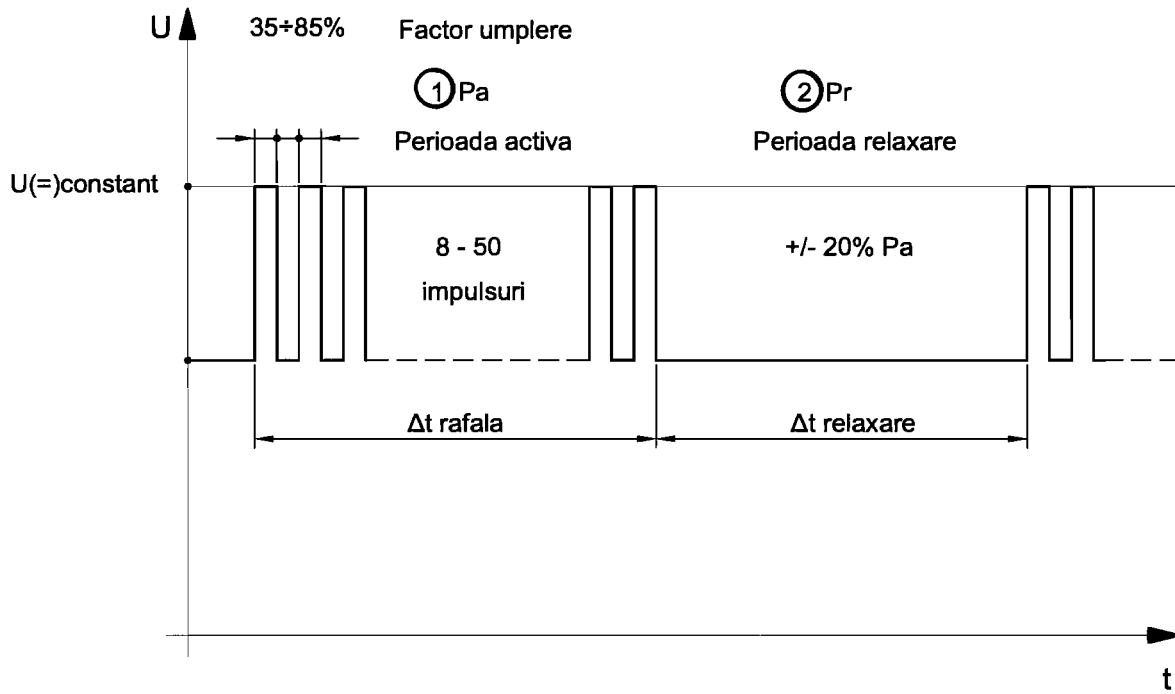 U
35÷85%
Factor umplere
1 Pa
2 Pr
Perioada activa
Perioada relaxare
U(=)constant
8 - 50
impulsuri
+/- 20% Pa
Δt rafala
Δt relaxare
t